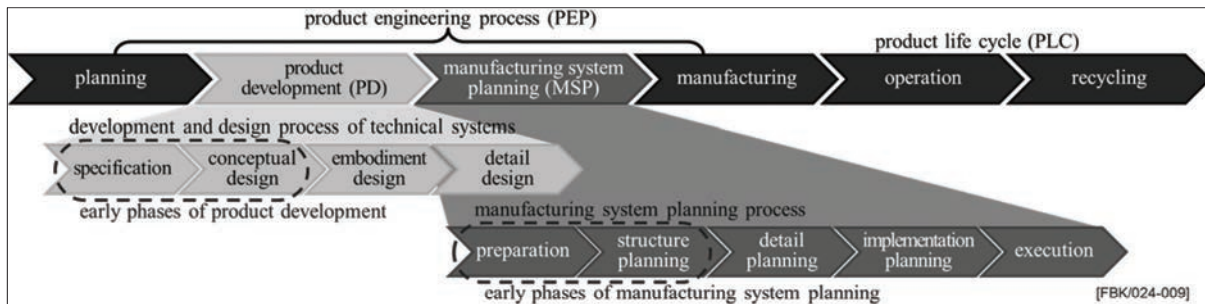 product engineering process (PEP)
product life cycle (PLC)
planning
product
development (PD)
manufacturing system
planning (MSP)
manufacturing
operation
recycling
development and design process of technical systems
specification
conceptual
design
embodiment
design
detail
design
early phases of product development
manufacturing system planning process
preparation
structure
planning
detail
planning
implementation
planning
execution
early phases of manufacturing system planning
[FBK/024-009]